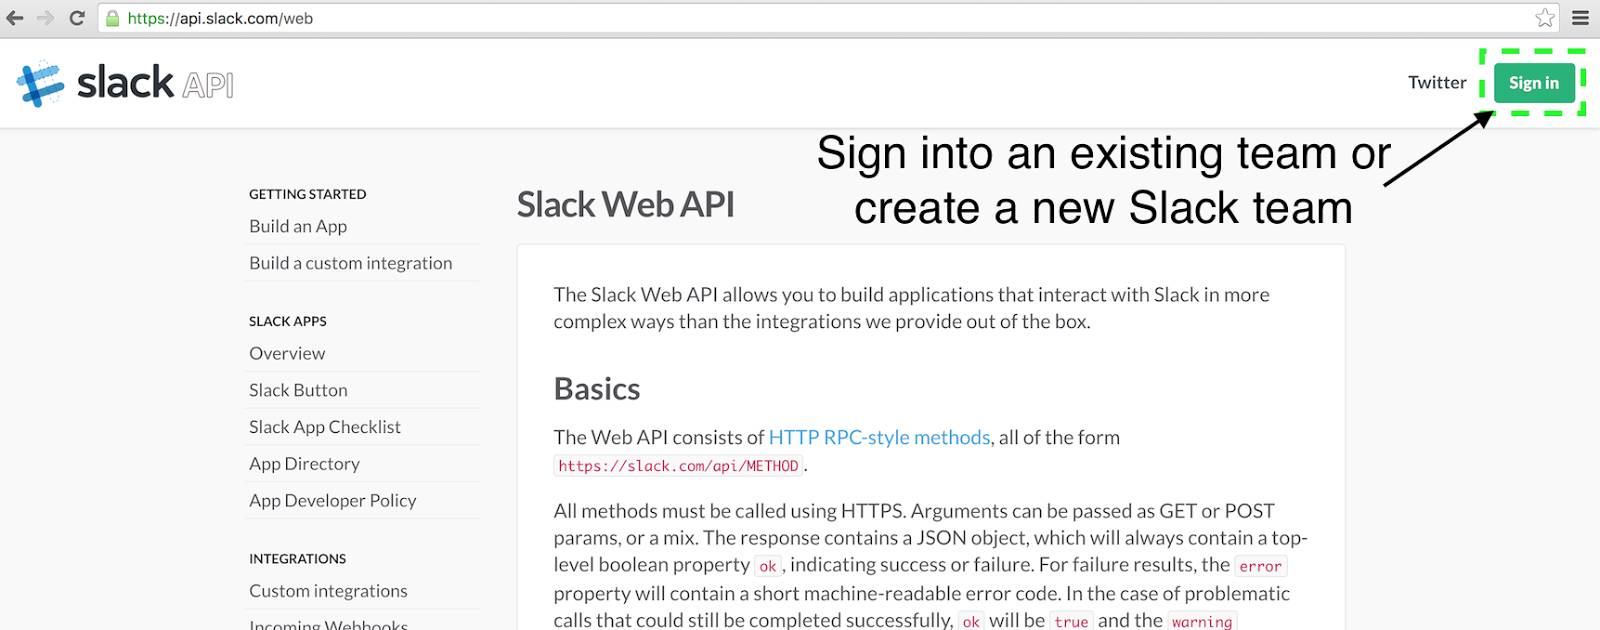 https://api.slack.com/web
slack API
Twitter
Sign in
Sign into an existing team or
create a new Slack team
GETTING STARTED
Build an App
Build a custom integration
SLACK APPS
Overview
Slack Button
Slack App Checklist
App Directory
App Developer Policy
INTEGRATIONS
Custom integrations
Incoming Webhooks
Slack Web API
The Slack Web API allows you to build applications that interact with Slack in more
complex ways than the integrations we provide out of the box.
Basics
The Web API consists of HTTP RPC-style methods, all of the form
https://slack.com/api/METHOD.
All methods must be called using HTTPS. Arguments can be passed as GET or POST
params, or a mix. The response contains a JSON object, which will always contain a top-
level boolean property ok, indicating success or failure. For failure results, the error
property will contain a short machine-readable error code. In the case of problematic
calls that could still be completed successfully, ok will be true and the warning